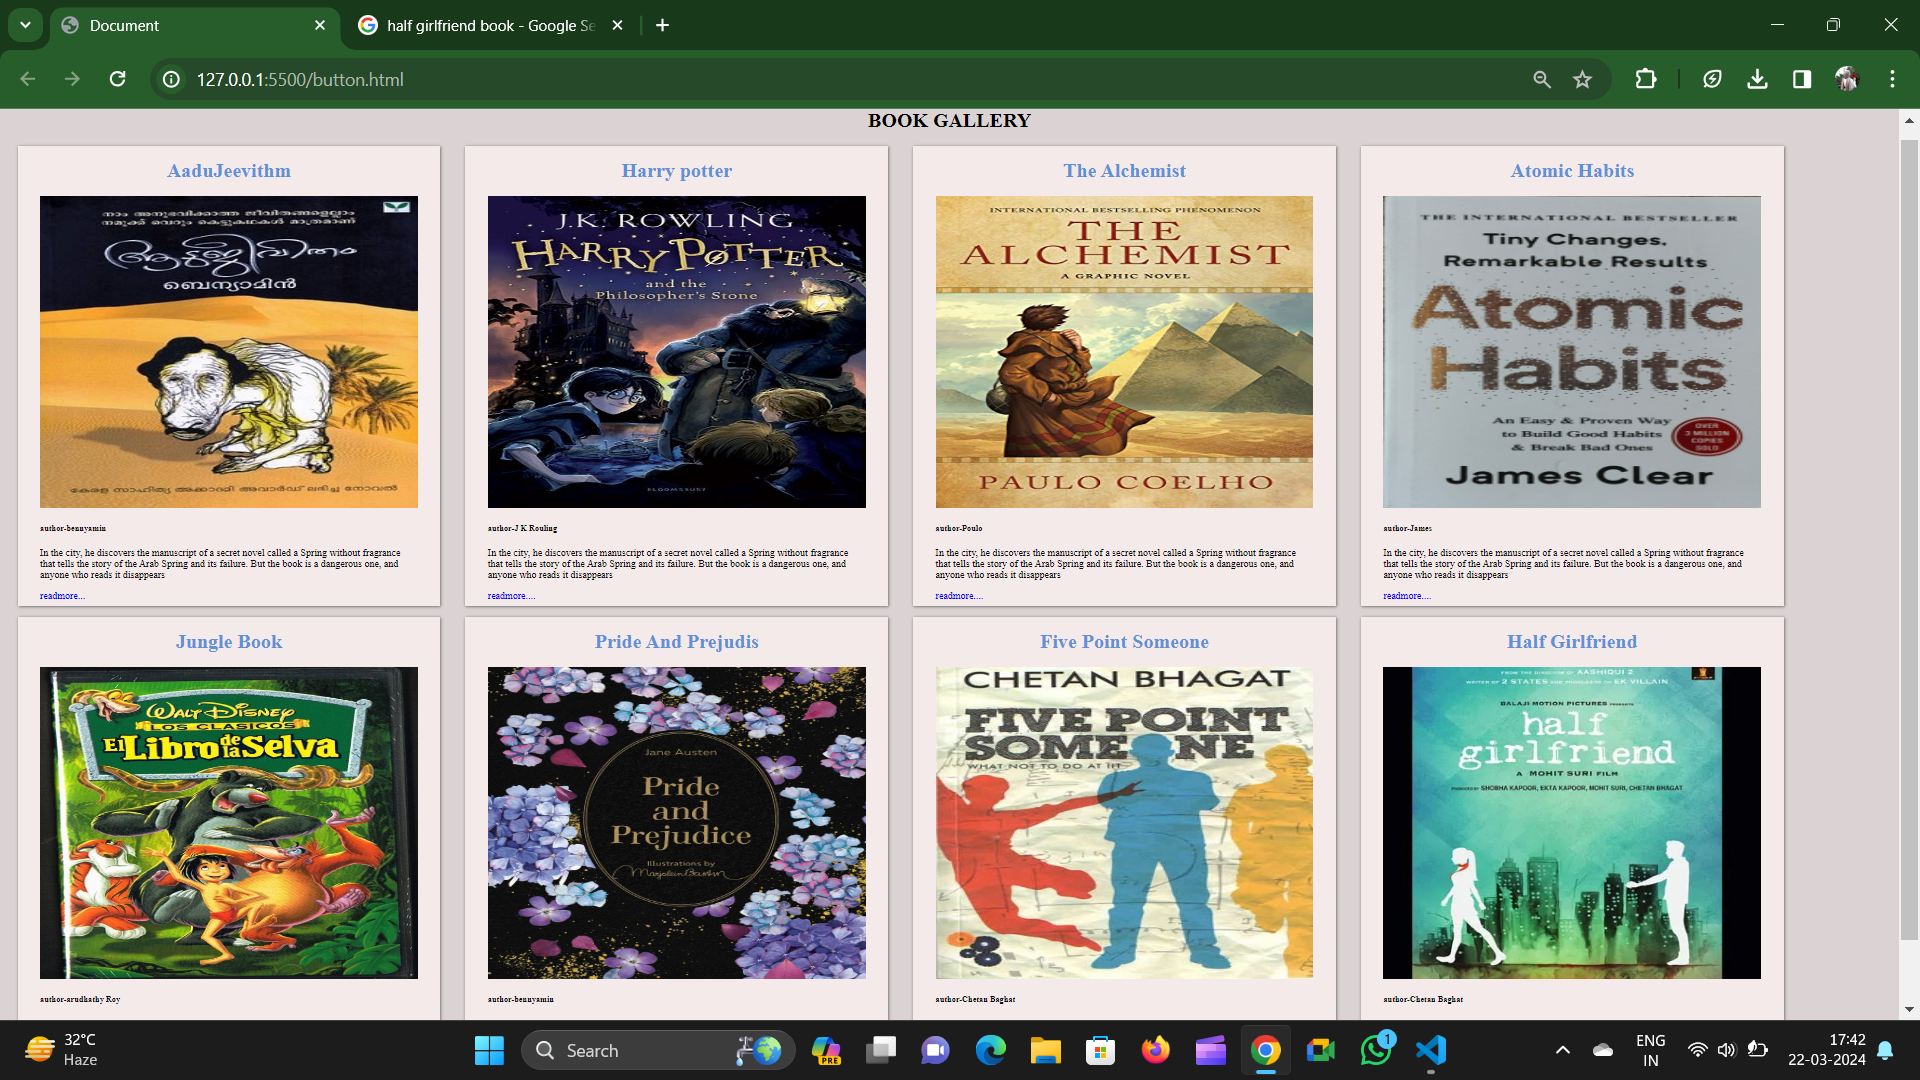 Document
half girlfriend book - Google Se
127.0.0.1:5500/button.html
BOOK GALLERY
AaduJeevithm
നാം അനുഭവിക്കാത്ത ജീവിതങ്ങളെല്ലാം
നമുക്ക് വെറും കെട്ടുകഥകൾ മാത്രമാണ്
ആടുജീവിതം
ബെന്യാമിൻ
കേരള സാഹിത്യ അക്കാദമി അവാർഡ് ലഭിച്ച നോവൽ
author-bennyamin
In the city, he discovers the manuscript of a secret novel called a Spring without fragrance
that tells the story of the Arab Spring and its failure. But the book is a dangerous one, and
anyone who reads it disappears
readmore...
Harry potter
J.K. ROWLING
HARRY POTTER
and the
Philosopher's Stone
BLOOMSBURY
author-J K Rouling
In the city, he discovers the manuscript of a secret novel called a Spring without fragrance
that tells the story of the Arab Spring and its failure. But the book is a dangerous one, and
anyone who reads it disappears
readmore....
The Alchemist
INTERNATIONAL BESTSELLING PHENOMENON
THE
ALCHEMIST
A GRAPHIC NOVEL
PAULO COELHO
author-Poulo
In the city, he discovers the manuscript of a secret novel called a Spring without fragrance
that tells the story of the Arab Spring and its failure. But the book is a dangerous one, and
anyone who reads it disappears
readmore....
Atomic Habits
THE INTERNATIONAL BESTSELLER
Tiny Changes,
Remarkable Results
Atomic
Habits
An Easy & Proven Way
to Build Good Habits
& Break Bad Ones
OVER
3 MILLION
COPIES
SOLD
James Clear
author-James
In the city, he discovers the manuscript of a secret novel called a Spring without fragrance
that tells the story of the Arab Spring and its failure. But the book is a dangerous one, and
anyone who reads it disappears
readmore....
Jungle Book
WALT DISNEY
LOS CLASICOS
El Libro de la Selva
author-arudhathy Roy
Pride And Prejudis
Jane Austen
Pride
and
Prejudice
Illustrations by
Marjolein Bastin
author-bennyamin
Five Point Someone
CHETAN BHAGAT
FIVE POINT
SOMEONE
WHAT NOT TO DO AT IIT
author-Chetan Baghat
Half Girlfriend
FROM THE DIRECTOR OF AASHIQUI 2
WRITER OF 2 STATES AND PRODUCERS OF EK VILLAIN
BALAJI MOTION PICTURES PRESENTS
half
girlfriend
A MOHIT SURI FILM
PRODUCED BY SHOBHA KAPOOR, EKTA KAPOOR, MOHIT SURI, CHETAN BHAGAT
author-Chetan Baghat
32°C
Haze
Search
PRE
1
ENG
IN
17:42
22-03-2024